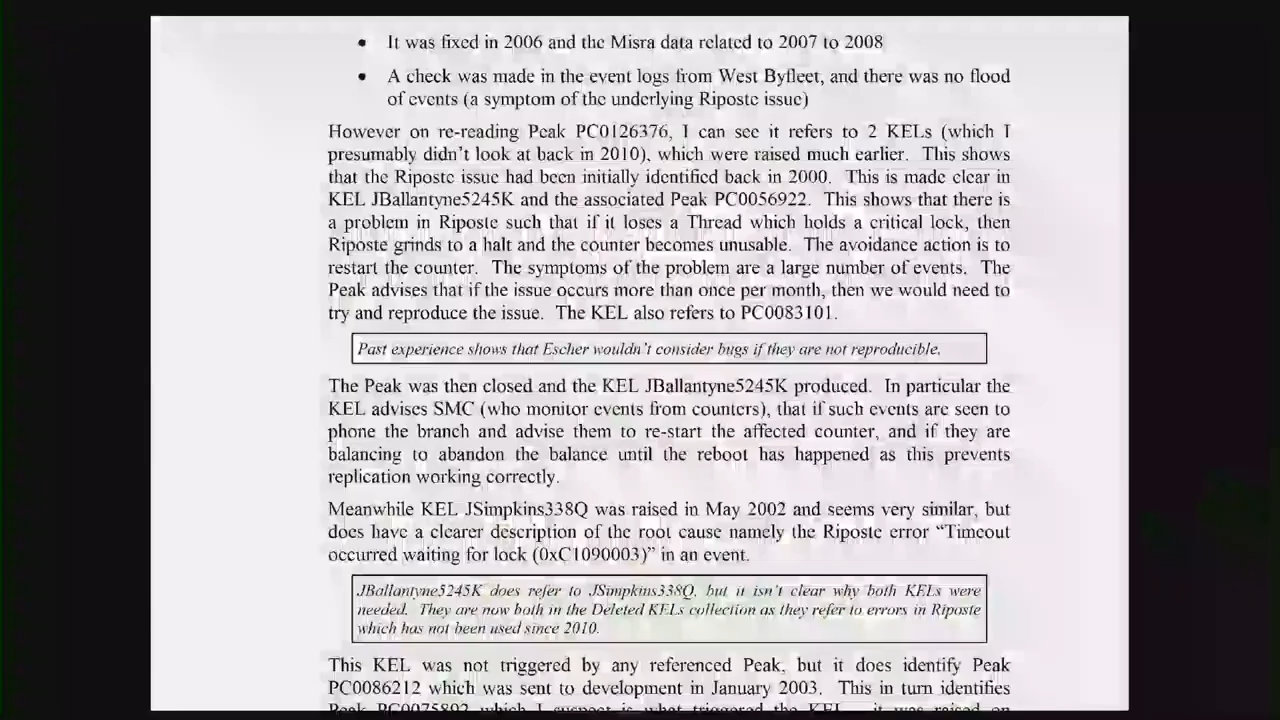 • It was fixed in 2006 and the Misra data related to 2007 to 2008
• A check was made in the event logs from West Byfleet, and there was no flood
of events (a symptom of the underlying Riposte issue)
However on re-reading Peak PC0126376, I can see it refers to 2 KELs (which I
presumably didn't look at back in 2010), which were raised much earlier. This shows
that the Riposte issue had been initially identified back in 2000. This is made clear in
KEL JBallantyne5245K and the associated Peak PC0056922. This shows that there is
a problem in Riposte such that if it loses a Thread which holds a critical lock, then
Riposte grinds to a halt and the counter becomes unusable. The avoidance action is to
restart the counter. The symptoms of the problem are a large number of events. The
Peak advises that if the issue occurs more than once per month, then we would need to
try and reproduce the issue. The KEL also refers to PC0083101.
Past experience shows that Escher wouldn't consider bugs if they are not reproducible.
The Peak was then closed and the KEL JBallantyne5245K produced. In particular the
KEL advises SMC (who monitor events from counters), that if such events are seen to
phone the branch and advise them to re-start the affected counter, and if they are
balancing to abandon the balance until the reboot has happened as this prevents
replication working correctly.
Meanwhile KEL JSimpkins338Q was raised in May 2002 and seems very similar, but
does have a clearer description of the root cause namely the Riposte error "Timeout
occurred waiting for lock (0xC1090003)" in an event.
JBallantyne5245K does refer to JSimpkins338Q, but it isn't clear why both KELs were
needed. They are now both in the Deleted KELs collection as they refer to errors in Riposte
which has not been used since 2010.
This KEL was not triggered by any referenced Peak, but it does identify Peak
PC0086212 which was sent to development in January 2003. This in turn identifies
Peak PC0075892 which I suspect is what triggered the KEL it was raised on